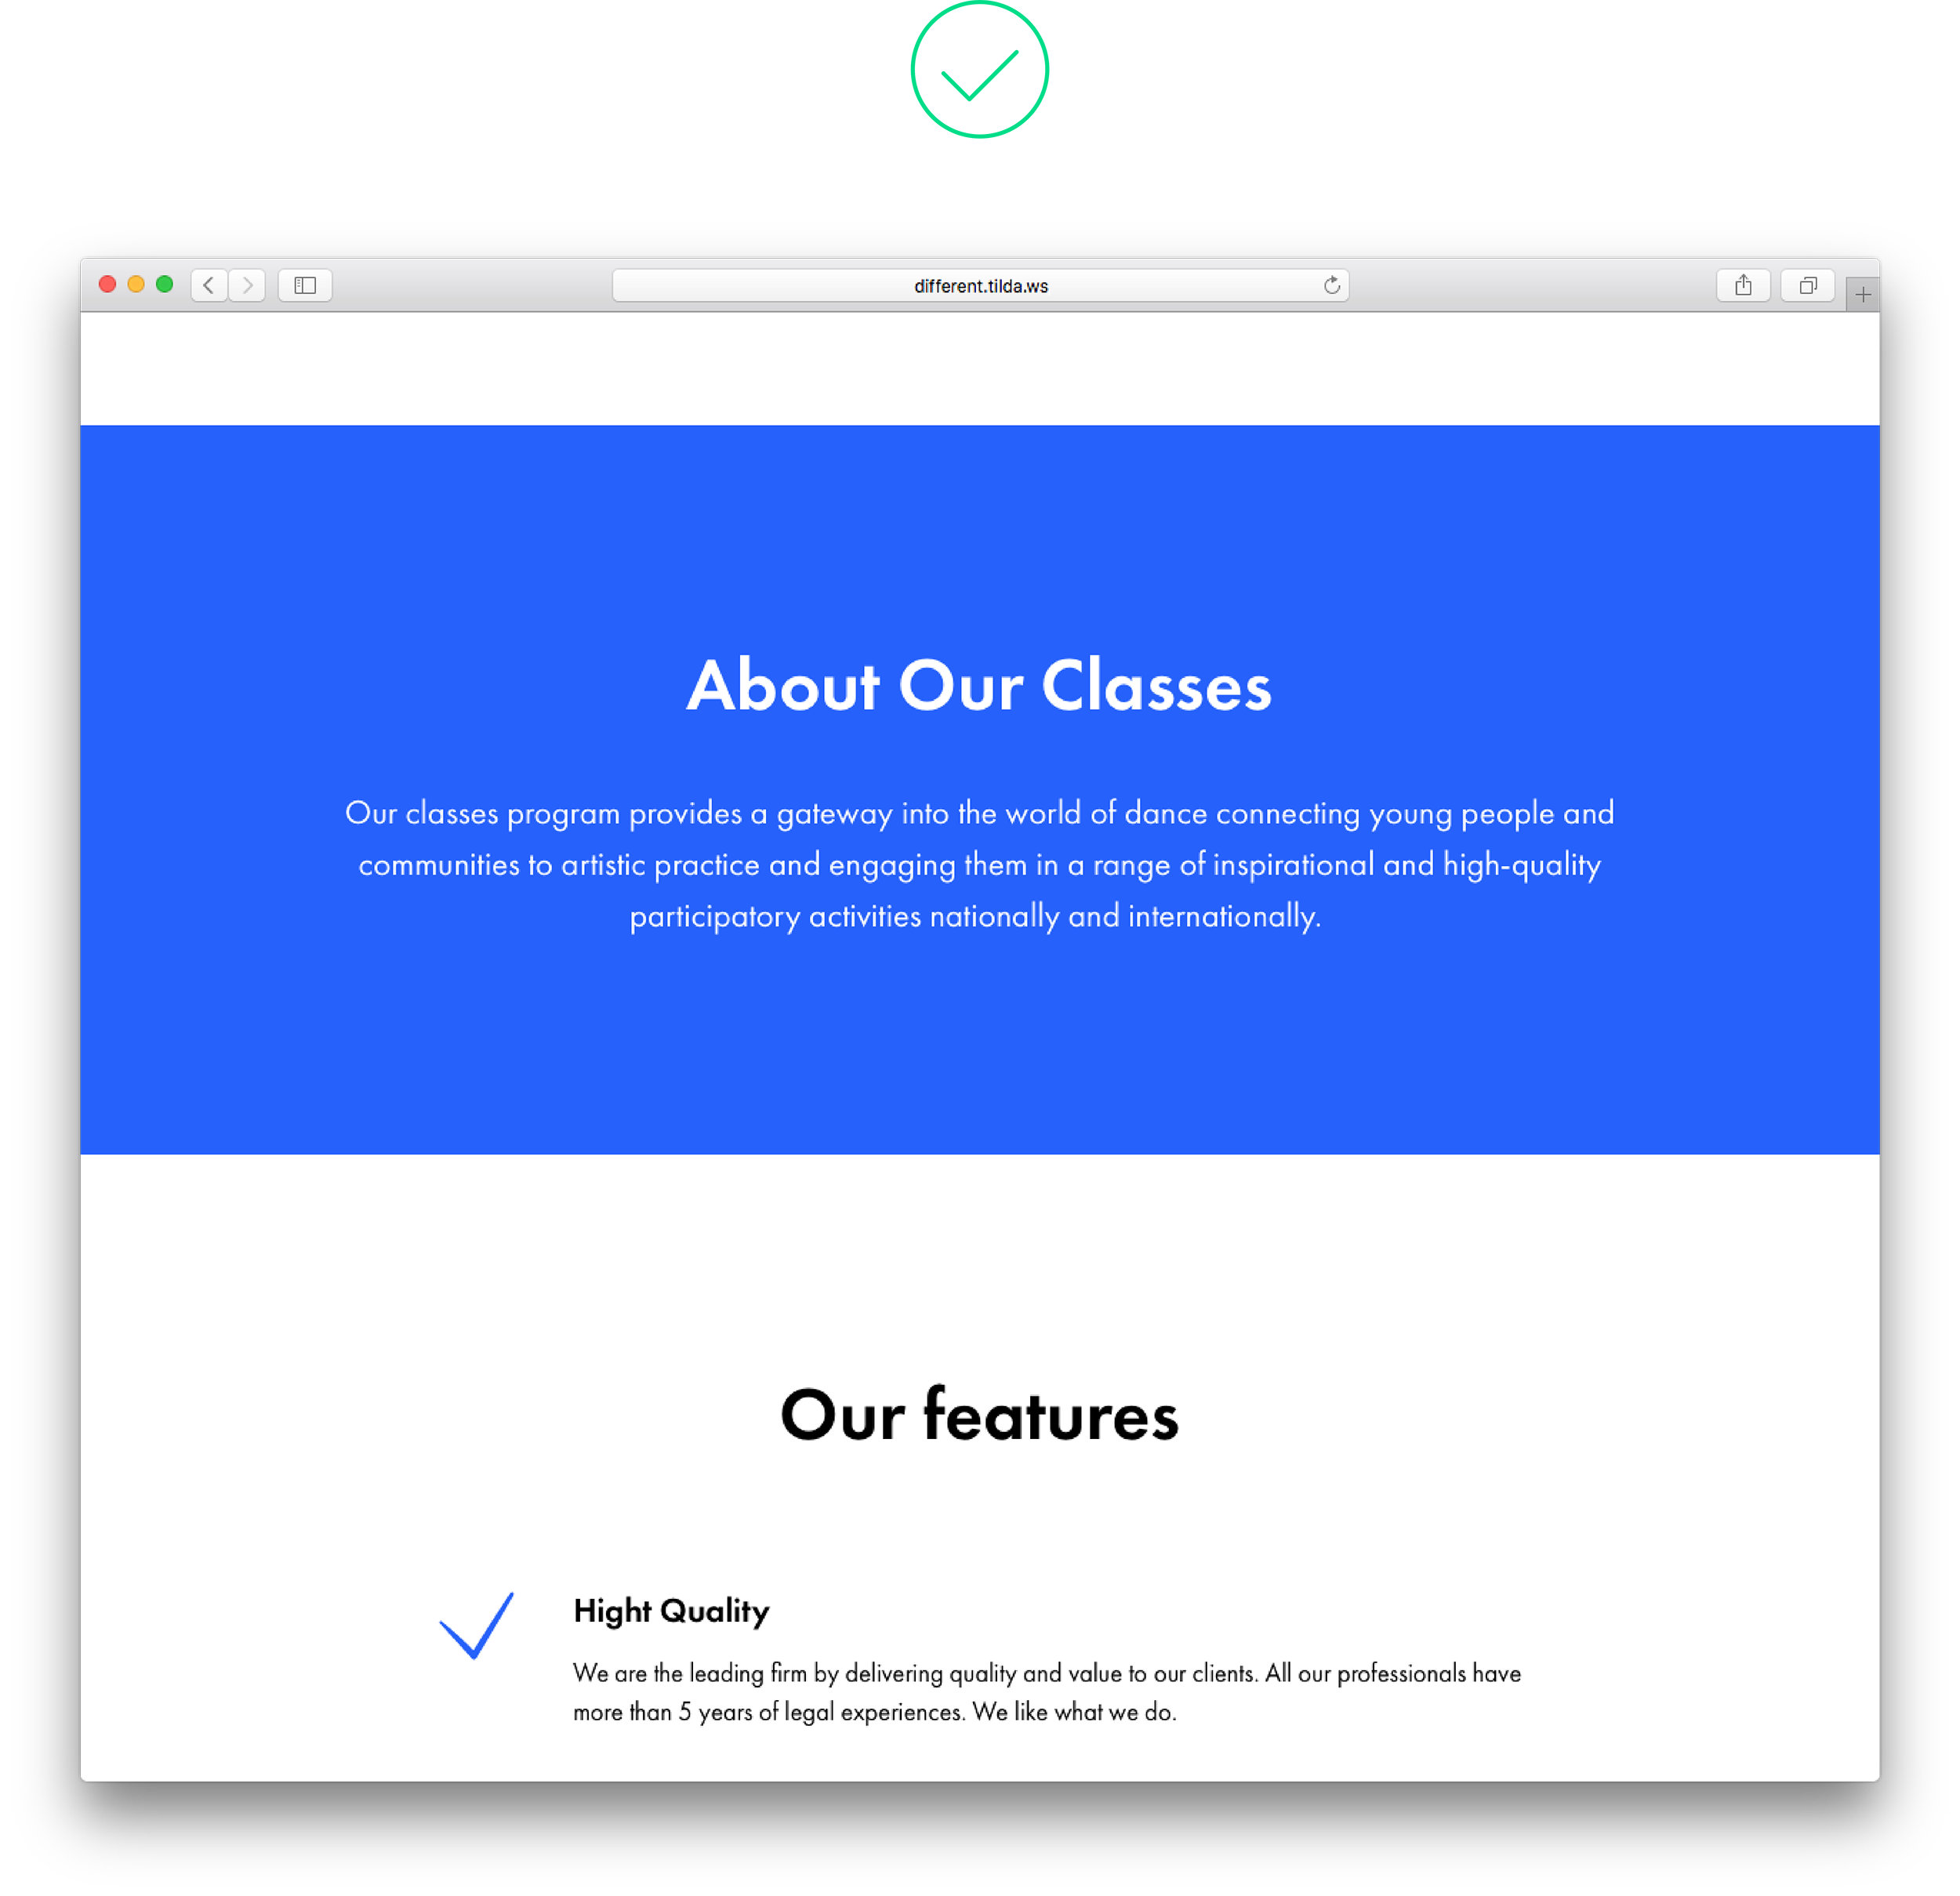 different.tilda.ws
About Our Classes
Our classes program provides a gateway into the world of dance connecting young people and
communities to artistic practice and engaging them in a range of inspirational and high-quality
participatory activities nationally and internationally.
Our features
Hight Quality
We are the leading firm by delivering quality and value to our clients. All our professionals have
more than 5 years of legal experiences. We like what we do.